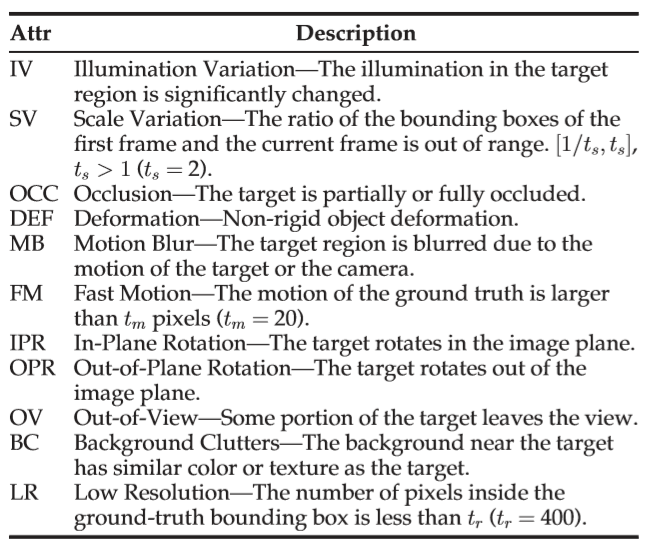 Attr Description
IV Illumination Variation—The illumination in the target
region is significantly changed.
SV Scale Variation—The ratio of the bounding boxes of the
first frame and the current frame is out of range. [1/tₛ, tₛ],
tₛ > 1 (tₛ = 2).
OCC Occlusion—The target is partially or fully occluded.
DEF Deformation—Non-rigid object deformation.
MB Motion Blur—The target region is blurred due to the
motion of the target or the camera.
FM Fast Motion—The motion of the ground truth is larger
than tₘ pixels (tₘ = 20).
IPR In-Plane Rotation—The target rotates in the image plane.
OPR Out-of-Plane Rotation—The target rotates out of the
image plane.
OV Out-of-View—Some portion of the target leaves the view.
BC Background Clutters—The background near the target
has similar color or texture as the target.
LR Low Resolution—The number of pixels inside the
ground-truth bounding box is less than tᵣ (tᵣ = 400).